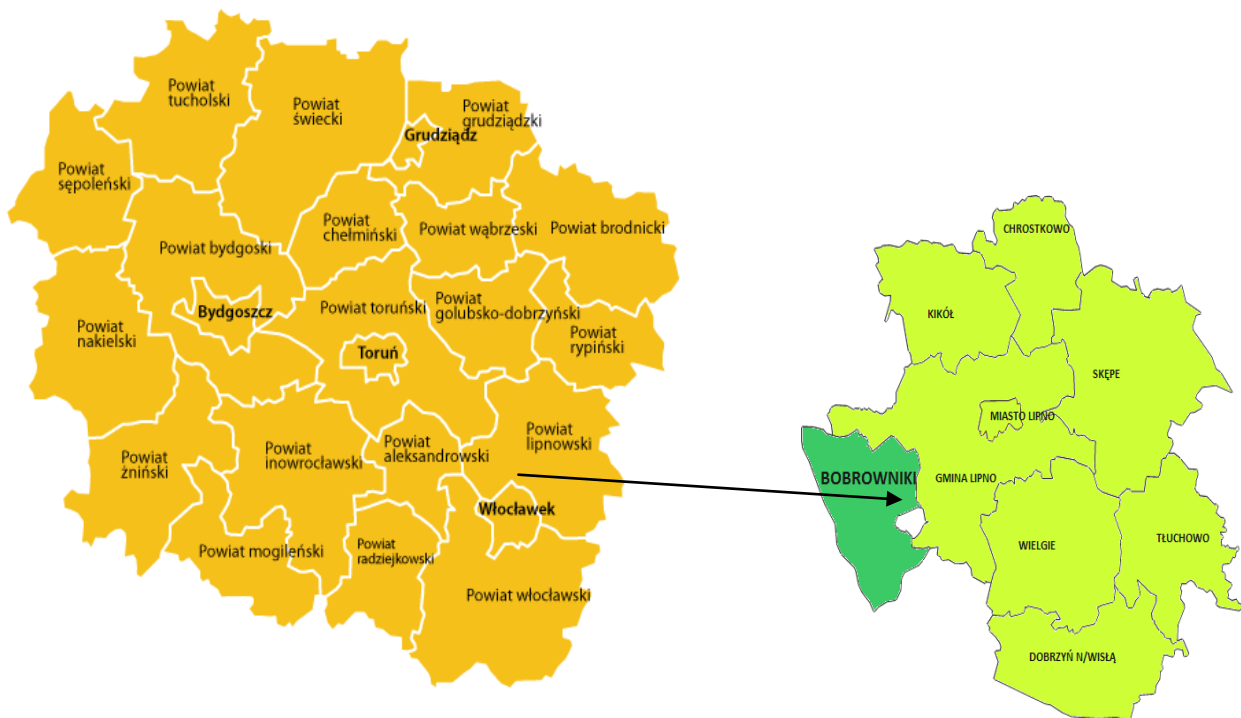 Powiat
tucholski
Powiat
świecki
Powiat
grudziądzki
Grudziądz
Powiat
sępoleński
Powiat
chełmiński
Powiat wąbrzeski
Powiat brodnicki
Powiat bydgoski
Bydgoszcz
Powiat toruński
Powiat
golubsko-dobrzyński
Powiat
nakielski
Powiat
rypiński
Toruń
Powiat
lipnowski
Powiat
żniński
Powiat
inowrocławski
Powiat
aleksandrowski
Włocławek
Powiat mogileński
Powiat
radziejkowski
Powiat włocławski
CHROSTKOWO
KIKÓŁ
SKĘPE
MIASTO LIPNO
BOBROWNIKI
GMINA LIPNO
WIELGIE
TŁUCHOWO
DOBRZYŃ N/WISŁĄ